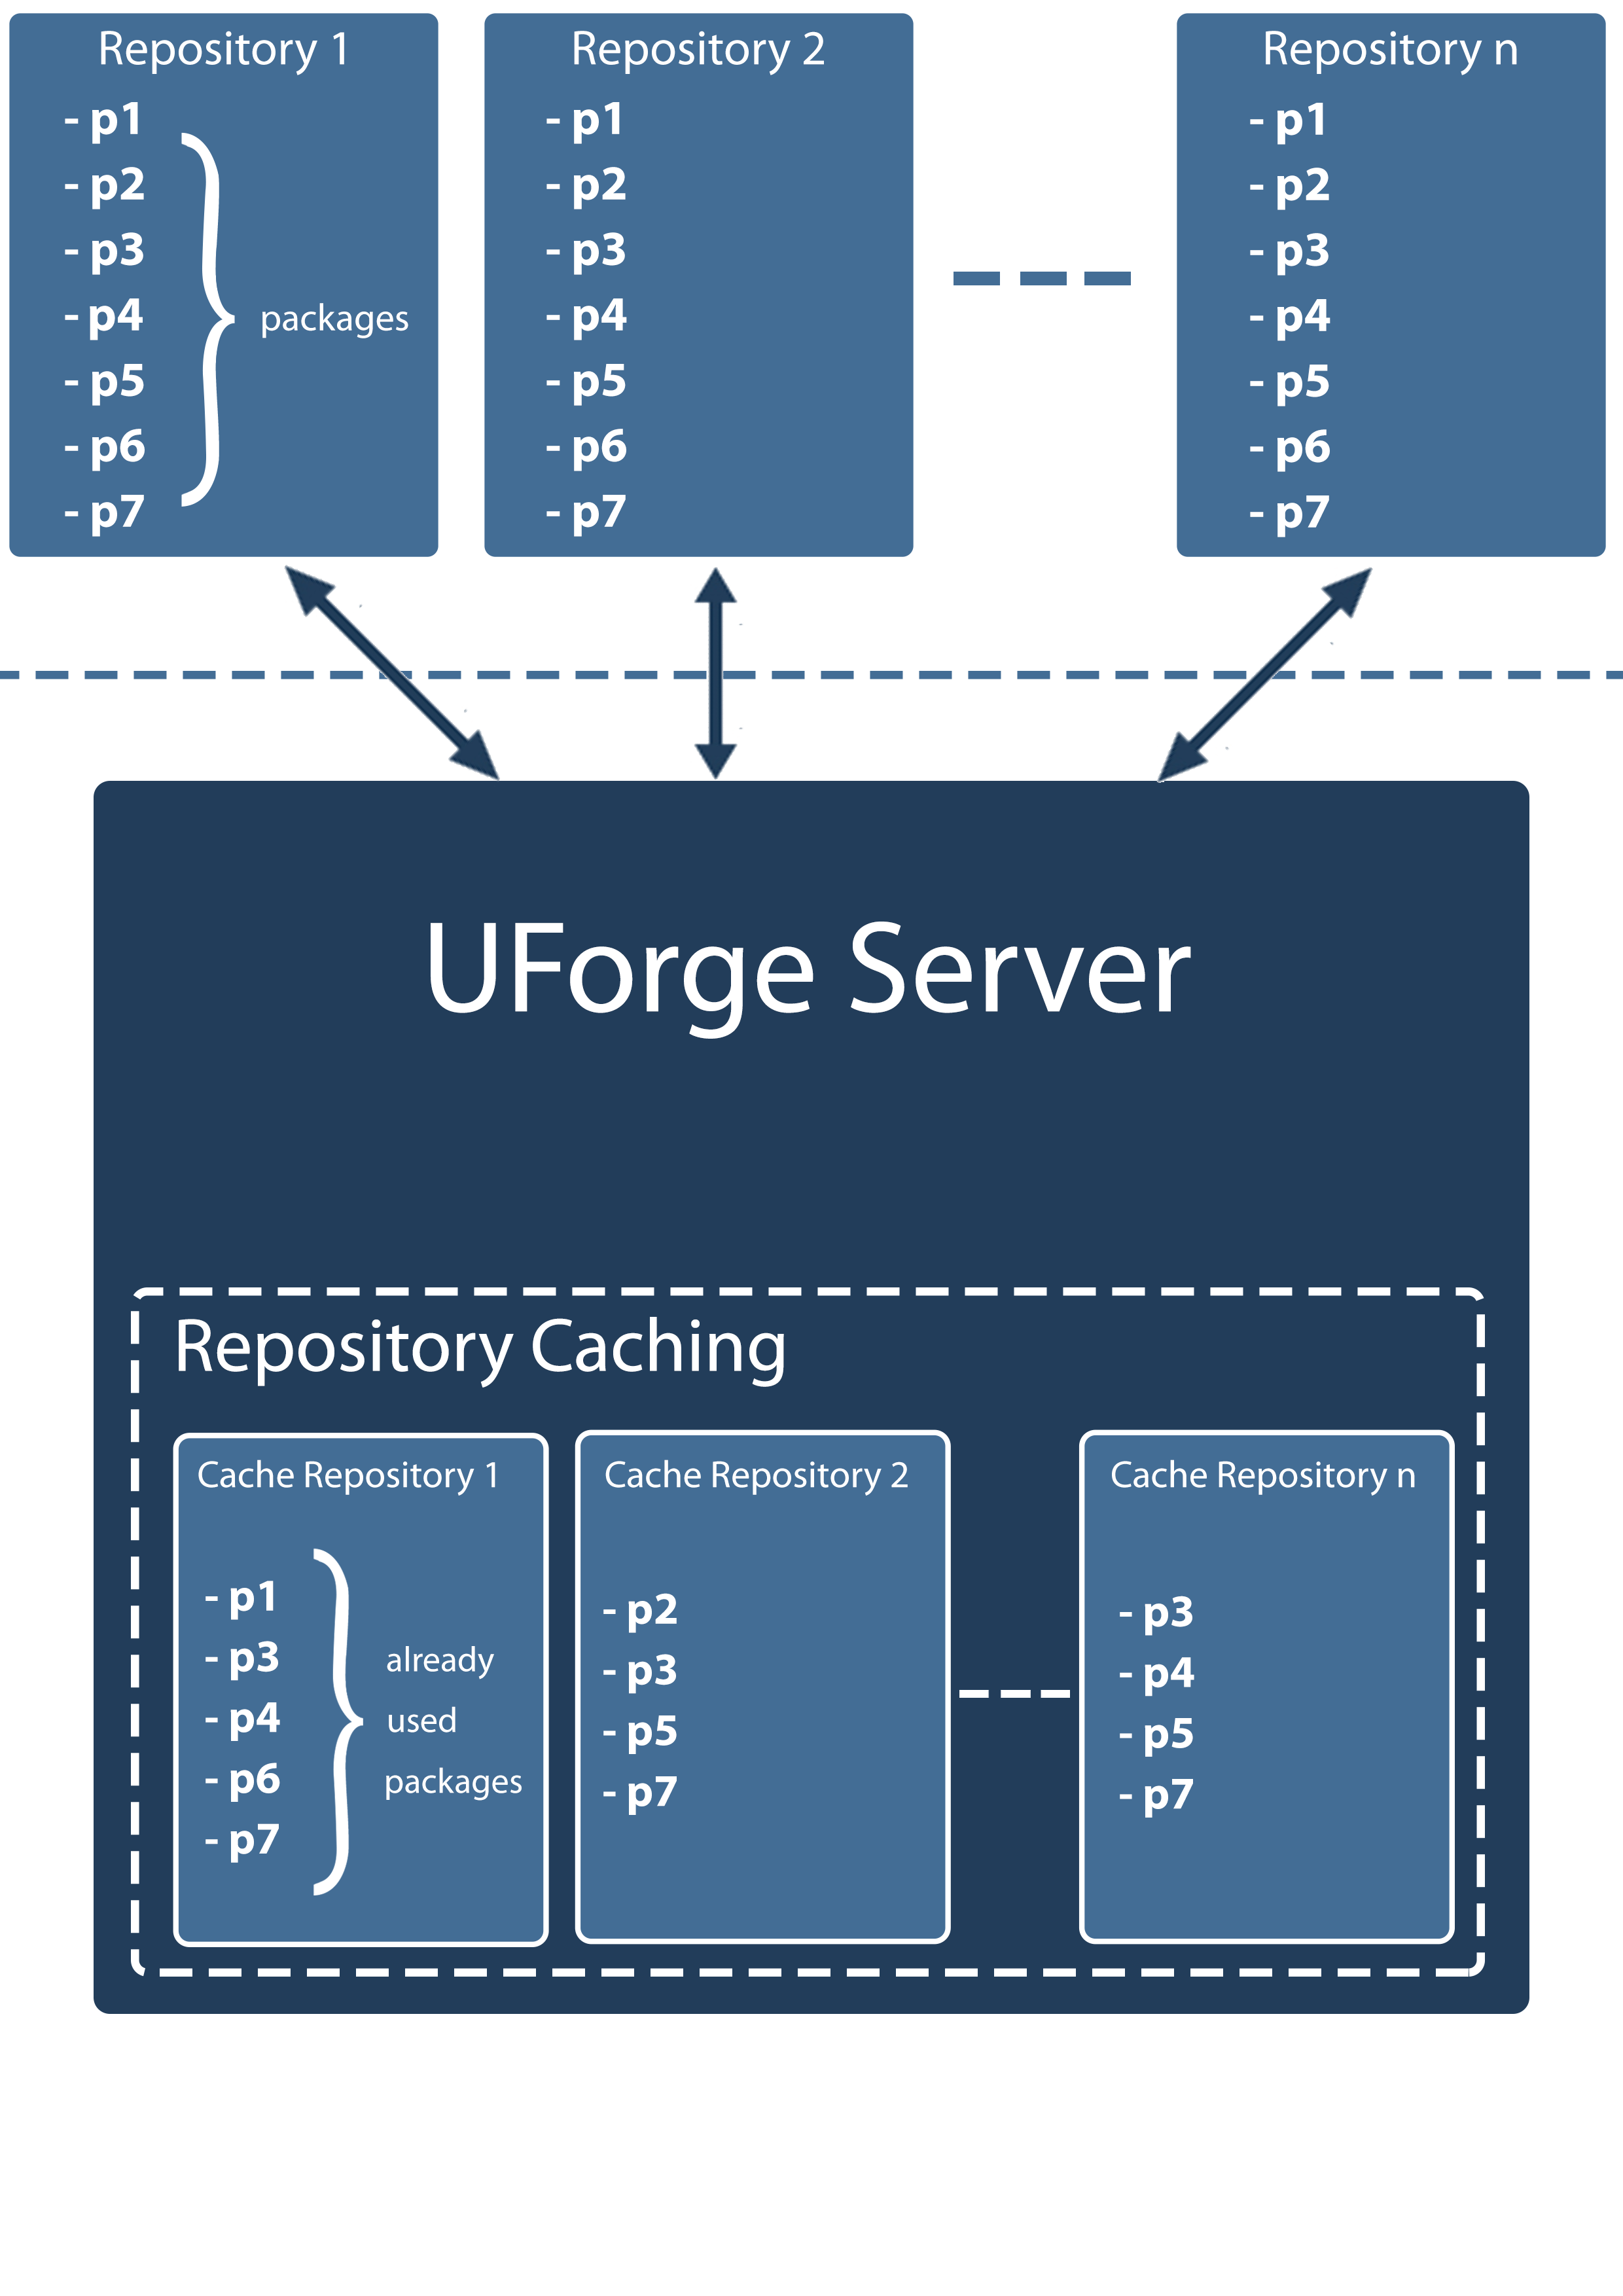 Repository 1
- p1
- p2
- p3
- p4
- p5
- p6
- p7
packages
Repository 2
- p1
- p2
- p3
- p4
- p5
- p6
- p7
Repository n
- p1
- p2
- p3
- p4
- p5
- p6
- p7
UForge Server
Repository Caching
Cache Repository 1
- p1
- p3
- p4
- p6
- p7
already
used
packages
Cache Repository 2
- p2
- p3
- p5
- p7
Cache Repository n
- p3
- p4
- p5
- p7